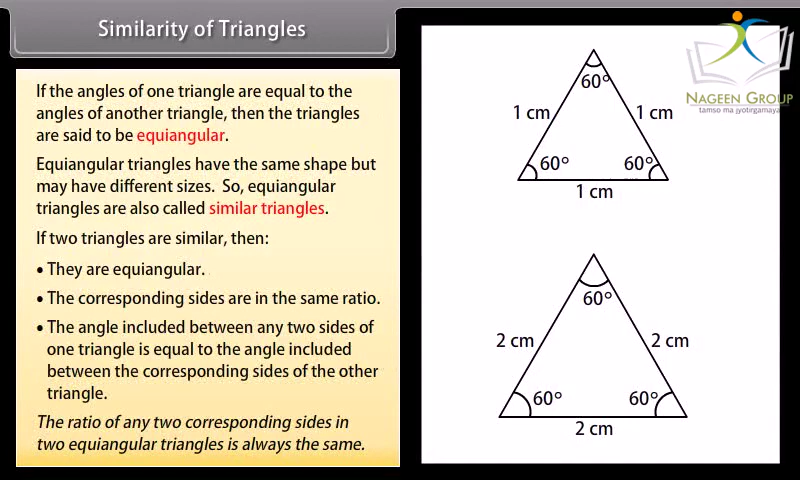 Similarity of Triangles
If the angles of one triangle are equal to the
angles of another triangle, then the triangles
are said to be equiangular.
Equiangular triangles have the same shape but
may have different sizes. So, equiangular
triangles are also called similar triangles.
If two triangles are similar, then:
• They are equiangular.
• The corresponding sides are in the same ratio.
• The angle included between any two sides of
one triangle is equal to the angle included
between the corresponding sides of the other
triangle.
The ratio of any two corresponding sides in
two equiangular triangles is always the same.
NAGEEN GROUP
tamso ma jyotirgamaya
60°
1 cm 1 cm
60° 60°
1 cm
60°
2 cm 2 cm
60° 60°
2 cm